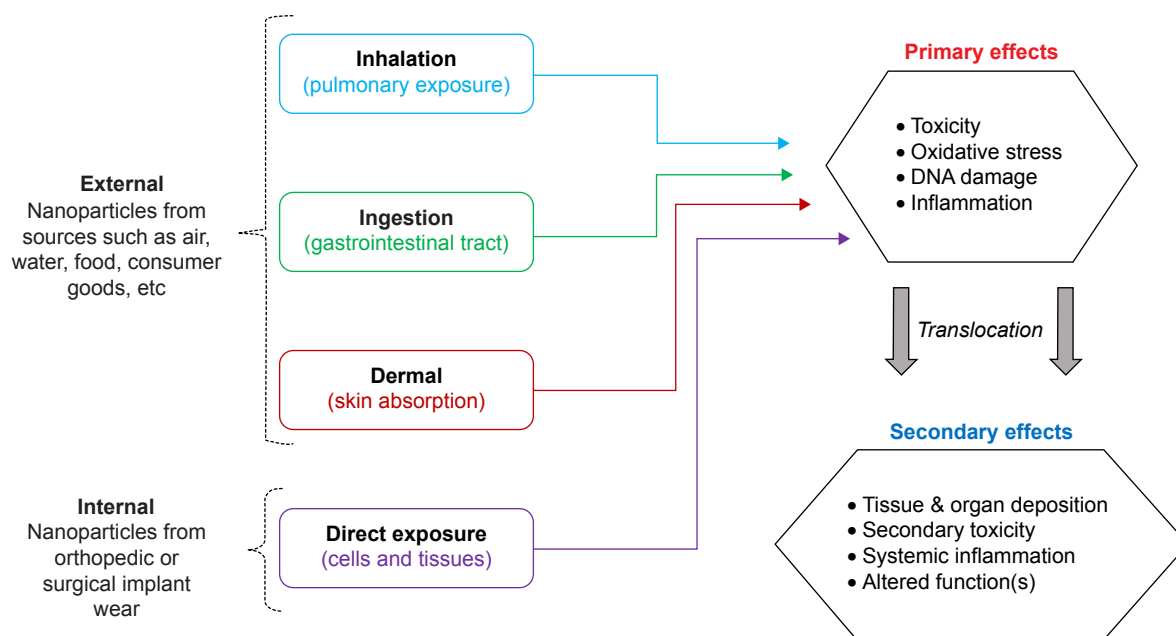 External
Nanoparticles from
sources such as air,
water, food, consumer
goods, etc
Internal
Nanoparticles from
orthopedic or
surgical implant
wear
Inhalation
(pulmonary exposure)
Ingestion
(gastrointestinal tract)
Dermal
(skin absorption)
Direct exposure
(cells and tissues)
Primary effects
• Toxicity
• Oxidative stress
• DNA damage
• Inflammation
Translocation
Secondary effects
• Tissue & organ deposition
• Secondary toxicity
• Systemic inflammation
• Altered function(s)